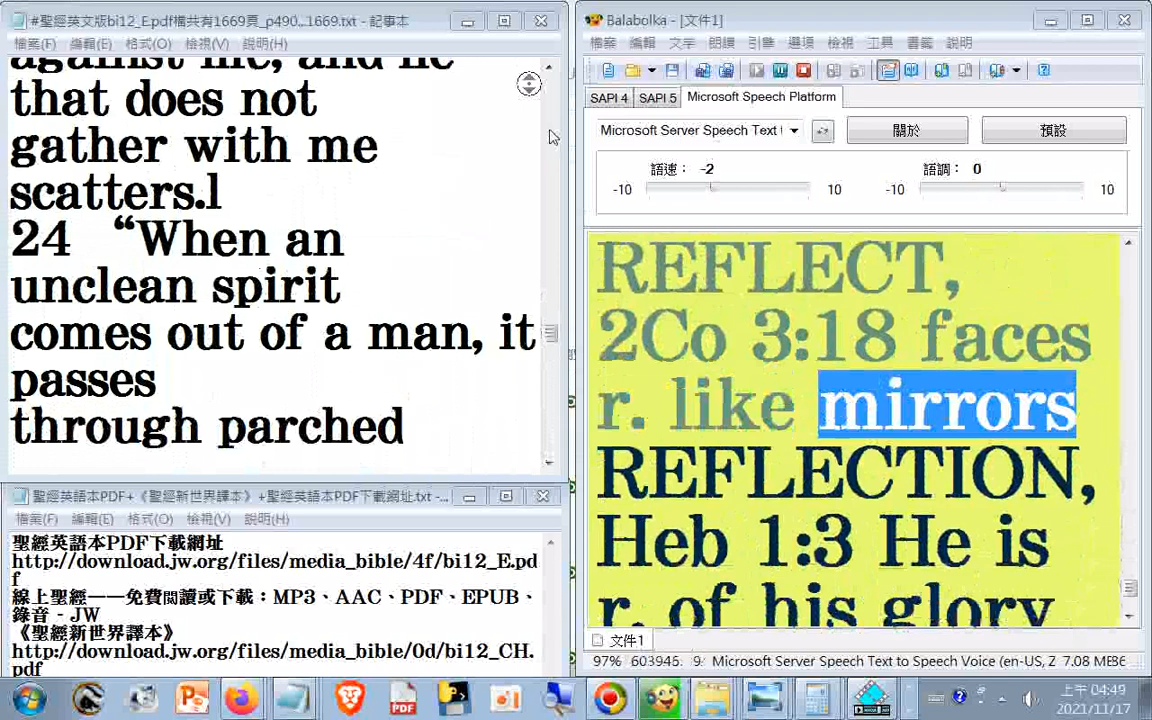 #聖經英文版bi12_E.pdf檔共有1669頁_p490,..1669.txt - 記事本
檔案(F) 編輯(E) 格式(O) 檢視(V) 說明(H)
against me, and he
that does not
gather with me
scatters.l
24 “When an
unclean spirit
comes out of a man, it
passes
through parched
聖經英語本PDF+《聖經新世界譯本》+聖經英語本PDF下載網址.txt - ...
檔案(F) 編輯(E) 格式(O) 檢視(V) 說明(H)
聖經英語本PDF下載網址
http://download.jw.org/files/media_bible/4f/bi12_E.pd
f
線上聖經──免費閱讀或下載：MP3、AAC、PDF、EPUB、
錄音 - JW
《聖經新世界譯本》
http://download.jw.org/files/media_bible/0d/bi12_CH.
pdf
Balabolka - [文件1]
檔案 編輯 文字 朗讀 引擎 選項 檢視 工具 書籤 說明
SAPI 4 SAPI 5 Microsoft Speech Platform
Microsoft Server Speech Text 關於 預設
語速： -2 語調： 0
-10 10 -10 10
REFLECT,
2Co 3:18 faces
r. like mirrors
REFLECTION,
Heb 1:3 He is
r. of his glory
文件1
97% 603945. Microsoft Server Speech Text to Speech Voice (en-US, Z 7.08 MB
上午 04:49
2021/11/17